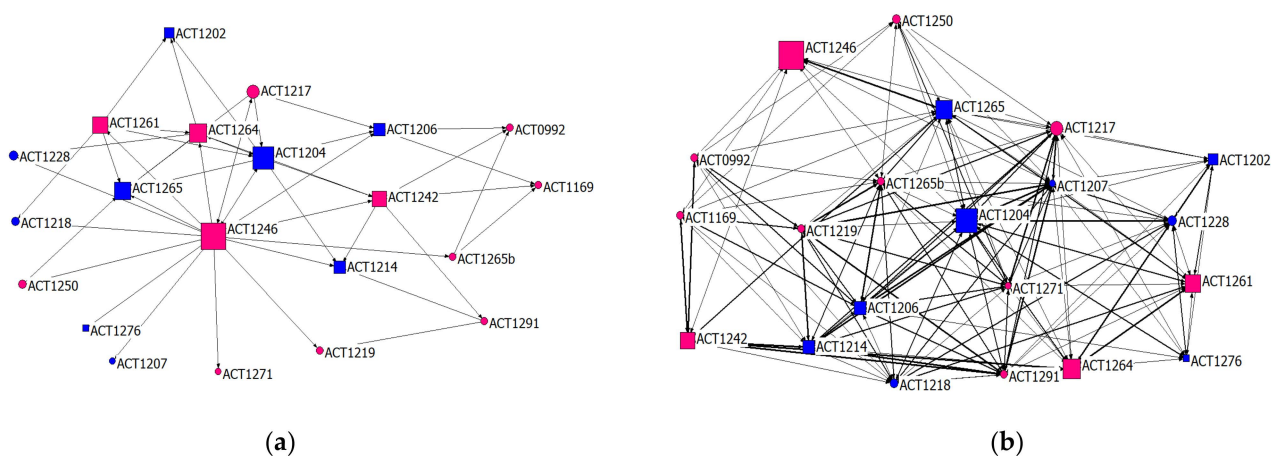 ACT1202
ACT1217
ACT1261
ACT1264
ACT1206
ACT0992
ACT1228
ACT1204
ACT1265
ACT1169
ACT1242
ACT1218
ACT1246
ACT1265b
ACT1214
ACT1250
ACT1291
ACT1276
ACT1219
ACT1207
ACT1271
(a)
ACT1250
ACT1246
ACT1265
ACT1217
ACT0992
ACT1202
ACT1265b
ACT1207
ACT1169
ACT1204
ACT1228
ACT1219
ACT1261
ACT1271
ACT1206
ACT1242
ACT1214
ACT1276
ACT1264
ACT1291
ACT1218
(b)